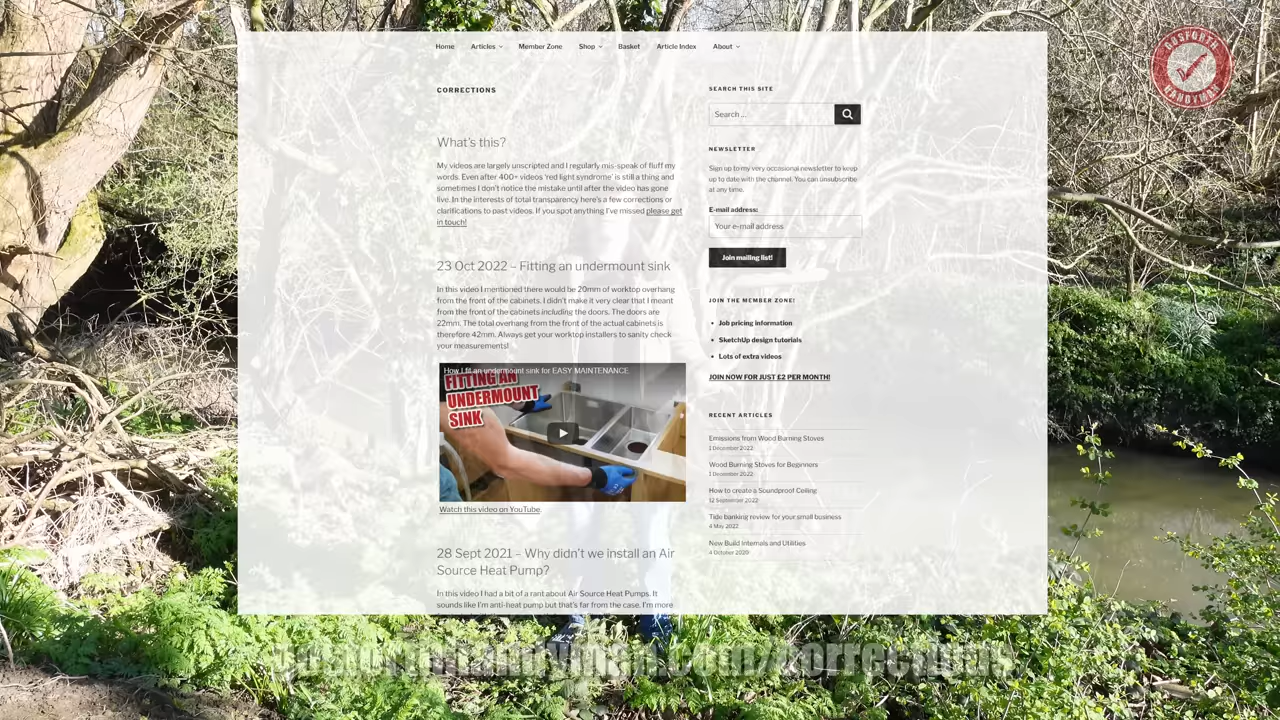 Home Articles Member Zone Shop Basket Article Index About
GOSFORTH
HANDYMAN
CORRECTIONS
What's this?
My videos are largely unscripted and I regularly mis-speak of fluff my
words. Even after 400+ videos 'red light syndrome' is still a thing and
sometimes I don't notice the mistake until after the video has gone
live. In the interests of total transparency here's a few corrections or
clarifications to past videos. If you spot anything I've missed please get
in touch!
23 Oct 2022 – Fitting an undermount sink
In this video I mentioned there would be 20mm of worktop overhang
from the front of the cabinets. I didn't make it very clear that I meant
from the front of the cabinets including the doors. The doors are
22mm. The total overhang from the front of the actual cabinets is
therefore 42mm. Always get your worktop installers to sanity check
your measurements!
How I fit an undermount sink for EASY MAINTENANCE
FITTING AN
UNDERMOUNT
SINK
Watch this video on YouTube.
28 Sept 2021 – Why didn't we install an Air
Source Heat Pump?
In this video I had a bit of a rant about Air Source Heat Pumps. It
sounds like I'm anti-heat pump but that's far from the case. I'm more
SEARCH THIS SITE
Search …
NEWSLETTER
Sign up to my very occasional newsletter to keep
up to date with the channel. You can unsubscribe
at any time.
E-mail address:
Your e-mail address
Join mailing list!
JOIN THE MEMBER ZONE!
Job pricing information
SketchUp design tutorials
Lots of extra videos
JOIN NOW FOR JUST £2 PER MONTH!
RECENT ARTICLES
Emissions from Wood Burning Stoves
1 December 2022
Wood Burning Stoves for Beginners
1 December 2022
How to create a Soundproof Ceiling
12 September 2022
Tide banking review for your small business
4 May 2022
New Build Internals and Utilities
4 October 2020
gosforthhandyman.com/corrections